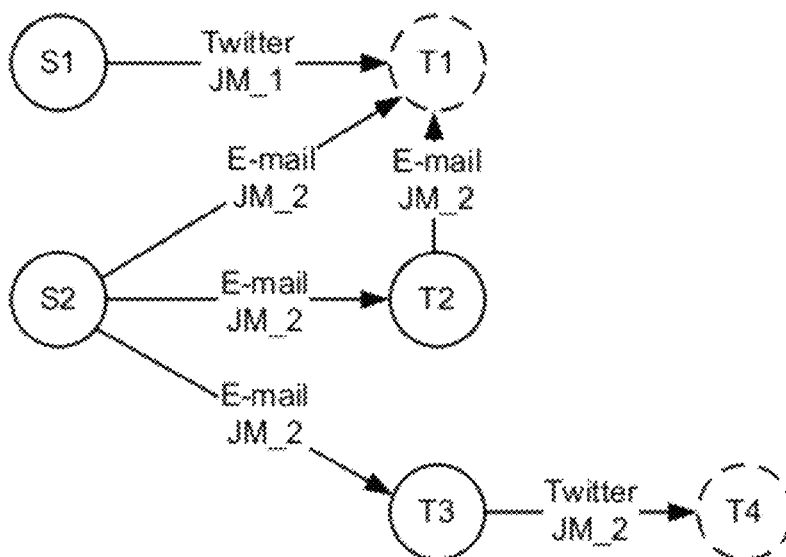 S1
Twitter
JM_1
T1
E-mail
JM_2
E-mail
JM_2
S2
E-mail
JM_2
T2
E-mail
JM_2
T3
Twitter
JM_2
T4